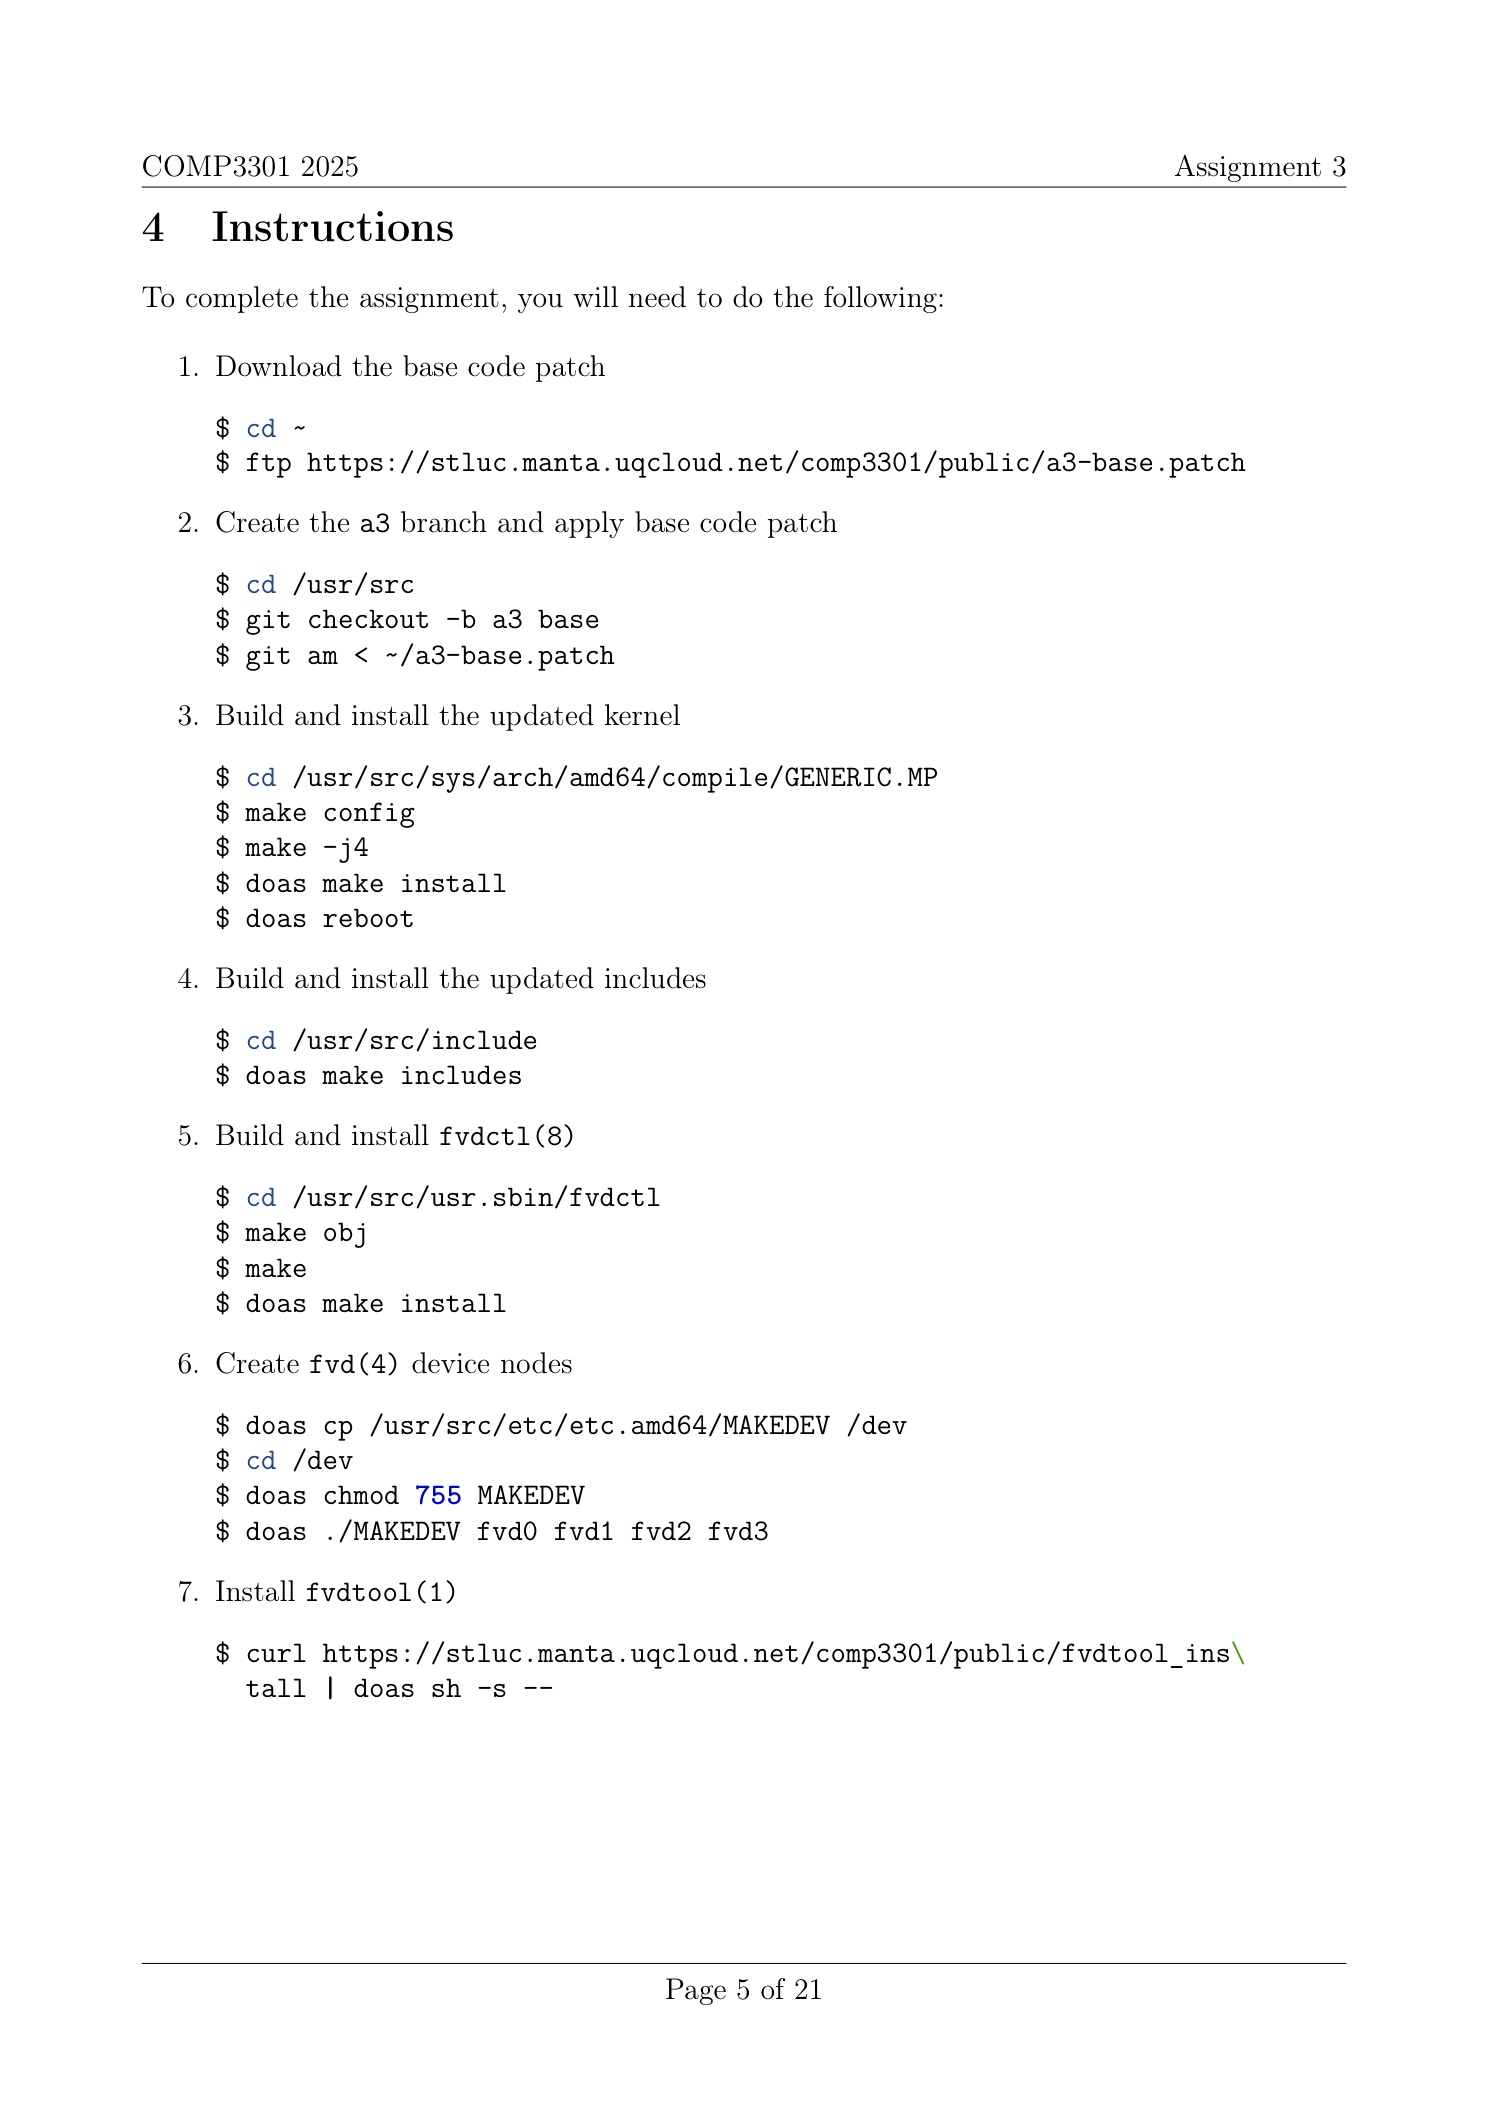 COMP3301 2025 Assignment 3
4 Instructions
To complete the assignment, you will need to do the following:
1. Download the base code patch
$ cd ~
$ ftp https://stluc.manta.uqcloud.net/comp3301/public/a3-base.patch
2. Create the a3 branch and apply base code patch
$ cd /usr/src
$ git checkout -b a3 base
$ git am < ~/a3-base.patch
3. Build and install the updated kernel
$ cd /usr/src/sys/arch/amd64/compile/GENERIC.MP
$ make config
$ make -j4
$ doas make install
$ doas reboot
4. Build and install the updated includes
$ cd /usr/src/include
$ doas make includes
5. Build and install fvdctl(8)
$ cd /usr/src/usr.sbin/fvdctl
$ make obj
$ make
$ doas make install
6. Create fvd(4) device nodes
$ doas cp /usr/src/etc/etc.amd64/MAKEDEV /dev
$ cd /dev
$ doas chmod 755 MAKEDEV
$ doas ./MAKEDEV fvd0 fvd1 fvd2 fvd3
7. Install fvdtool(1)
$ curl https://stluc.manta.uqcloud.net/comp3301/public/fvdtool_ins\
tall | doas sh -s --
Page 5 of 21